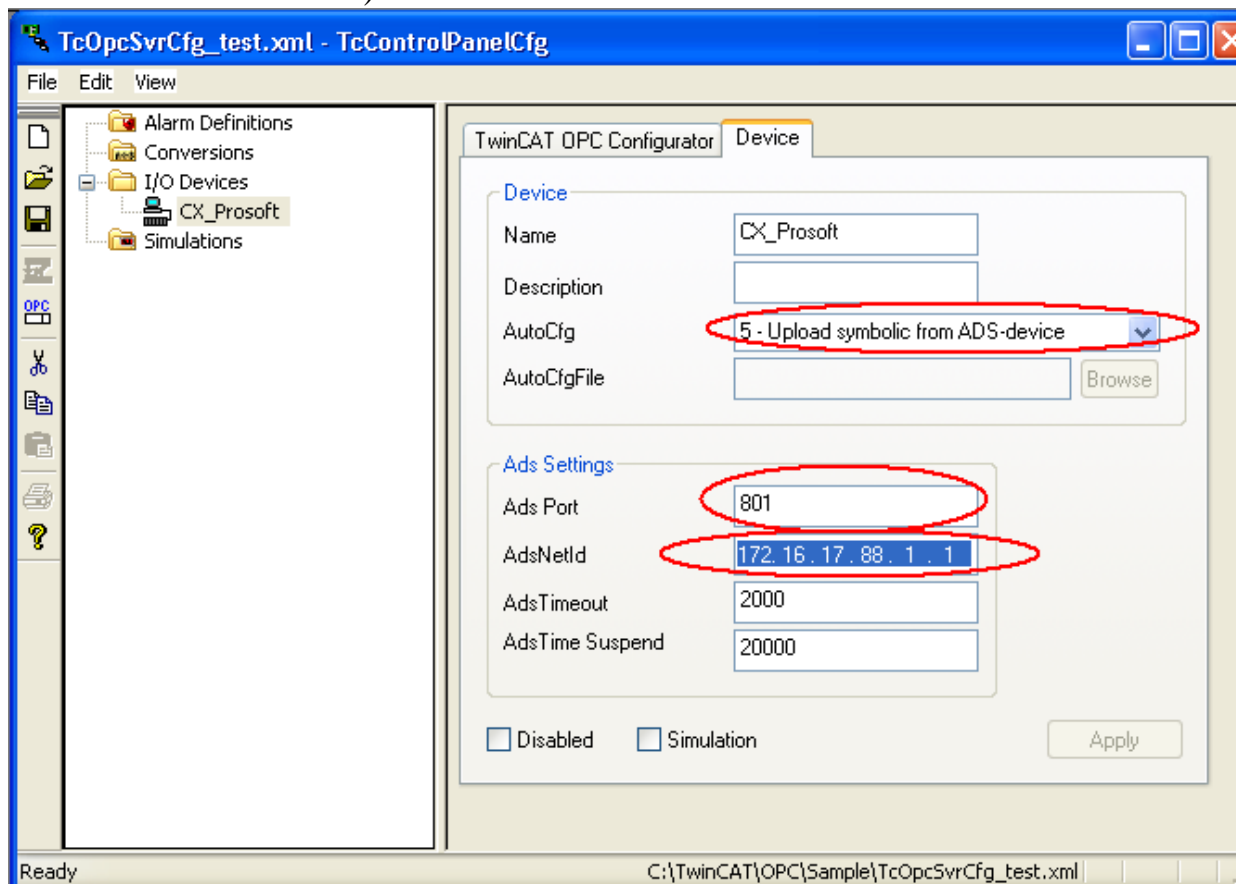 TcOpcSvrCfg_test.xml - TcControlPanelCfg
File Edit View
Alarm Definitions
Conversions
I/O Devices
CX_Prosoft
Simulations
OPC
TwinCAT OPC Configurator Device
Device
Name CX_Prosoft
Description
AutoCfg 5 - Upload symbolic from ADS-device
AutoCfgFile Browse
Ads Settings
Ads Port 801
AdsNetId 172. 16 . 17 . 88 . 1 . 1
AdsTimeout 2000
AdsTime Suspend 20000
Disabled Simulation Apply
Ready C:\TwinCAT\OPC\Sample\TcOpcSvrCfg_test.xml